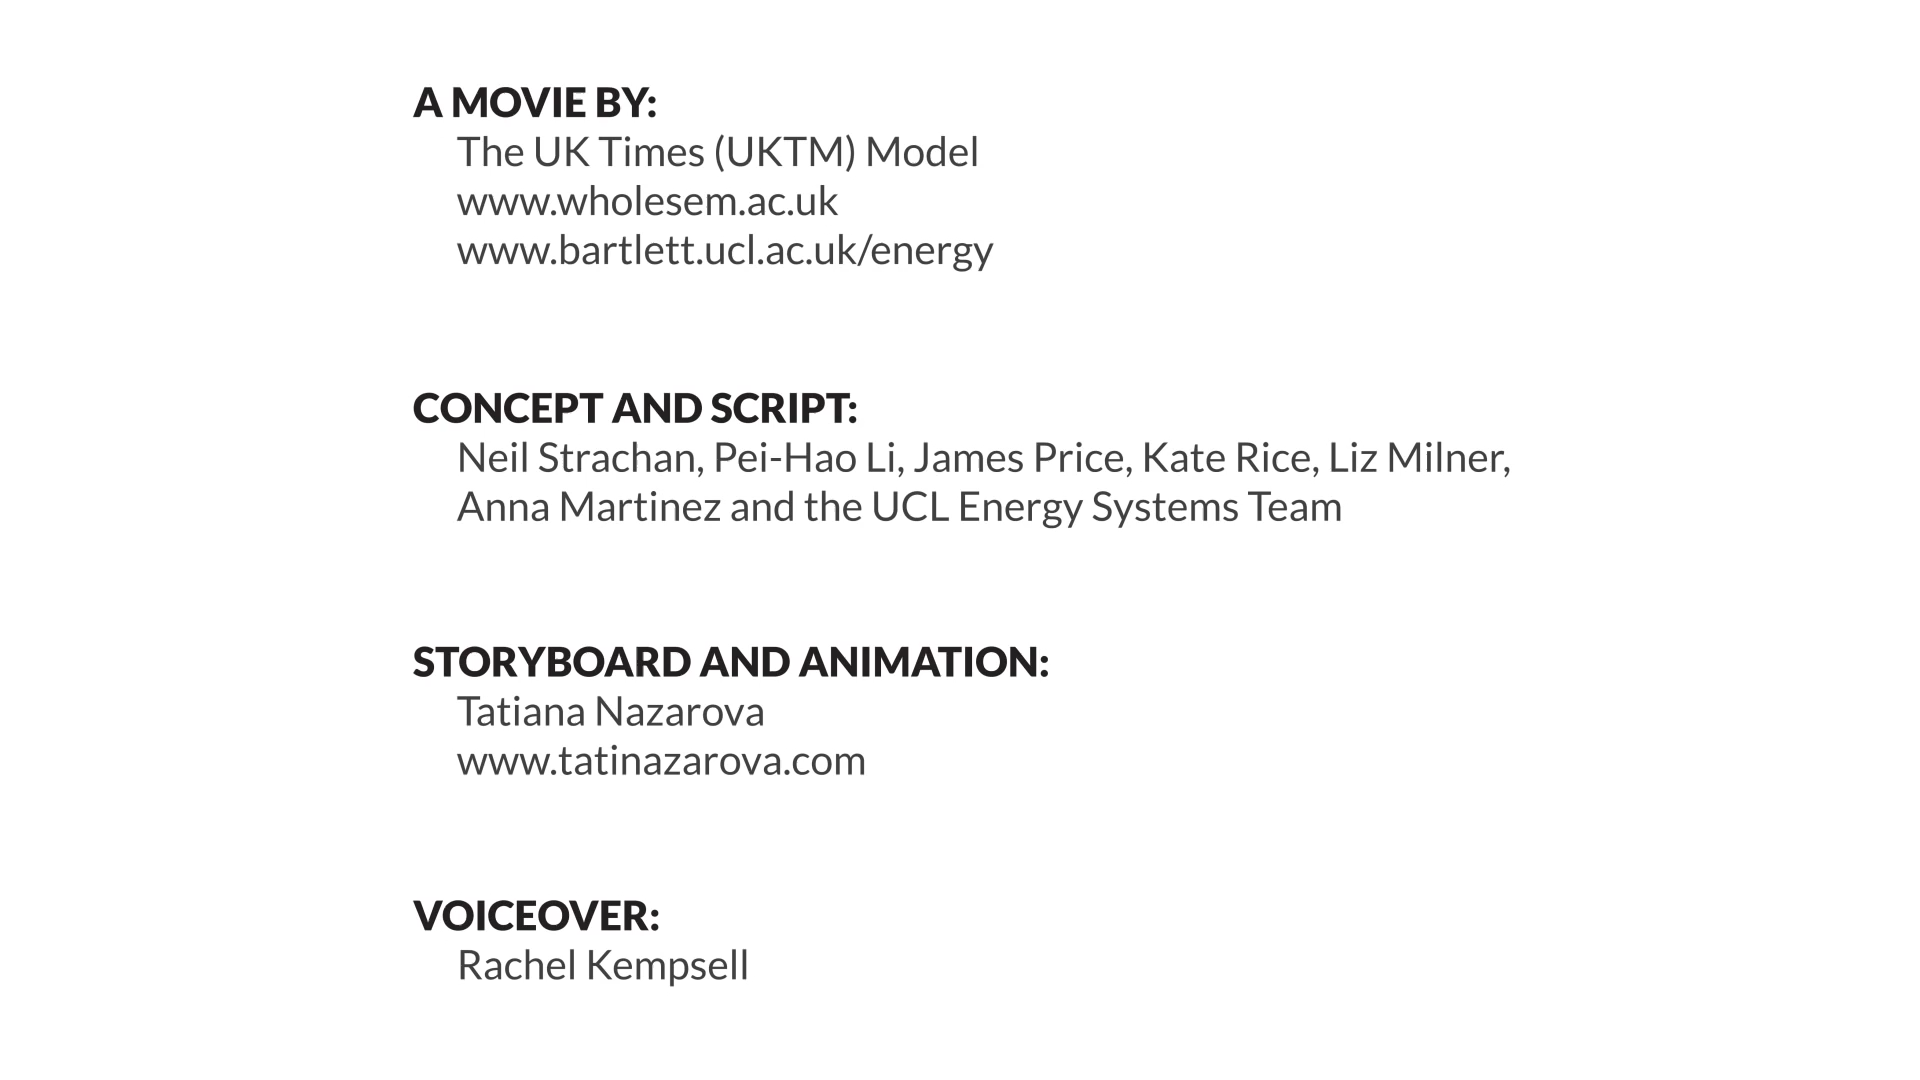 A MOVIE BY:
The UK Times (UKTM) Model
www.wholesem.ac.uk
www.bartlett.ucl.ac.uk/energy
CONCEPT AND SCRIPT:
Neil Strachan, Pei-Hao Li, James Price, Kate Rice, Liz Milner,
Anna Martinez and the UCL Energy Systems Team
STORYBOARD AND ANIMATION:
Tatiana Nazarova
www.tatinazarova.com
VOICEOVER:
Rachel Kempsell